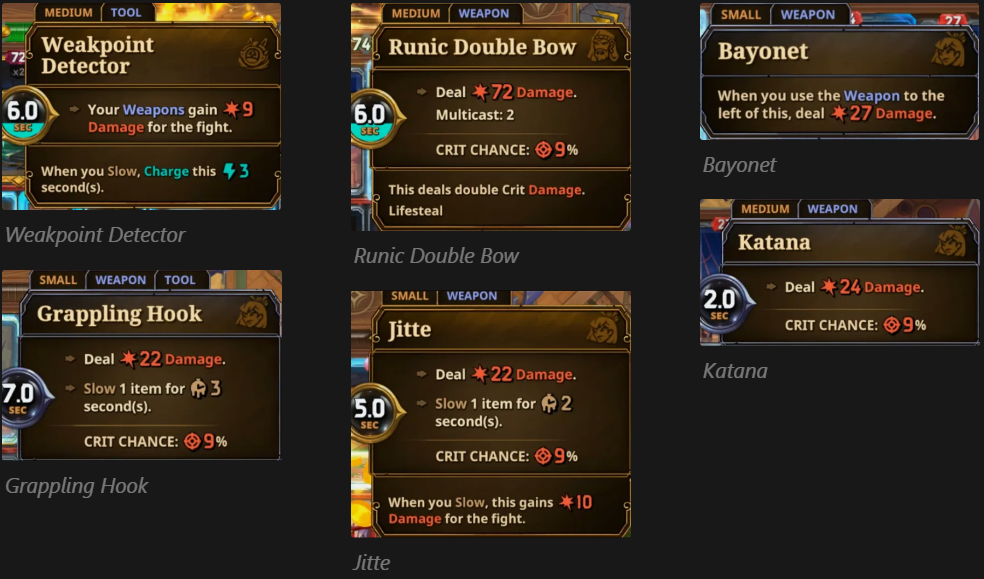 MEDIUM TOOL
Weakpoint
Detector
72
x2
6.0
SEC
Your Weapons gain 9
Damage for the fight.
When you Slow, Charge this 3
second(s).
Weakpoint Detector
SMALL WEAPON TOOL
Grappling Hook
7.0
SEC
Deal 22 Damage.
Slow 1 item for 3
second(s).
CRIT CHANCE: 9%
Grappling Hook
MEDIUM WEAPON
74
Runic Double Bow
6.0
SEC
Deal 72 Damage.
Multicast: 2
CRIT CHANCE: 9%
This deals double Crit Damage.
Lifesteal
Runic Double Bow
SMALL WEAPON
Jitte
5.0
SEC
Deal 22 Damage.
Slow 1 item for 2
second(s).
CRIT CHANCE: 9%
When you Slow, this gains 10
Damage for the fight.
Jitte
SMALL WEAPON
27
Bayonet
When you use the Weapon to the
left of this, deal 27 Damage.
Bayonet
MEDIUM WEAPON
Katana
2.0
SEC
Deal 24 Damage.
CRIT CHANCE: 9%
Katana